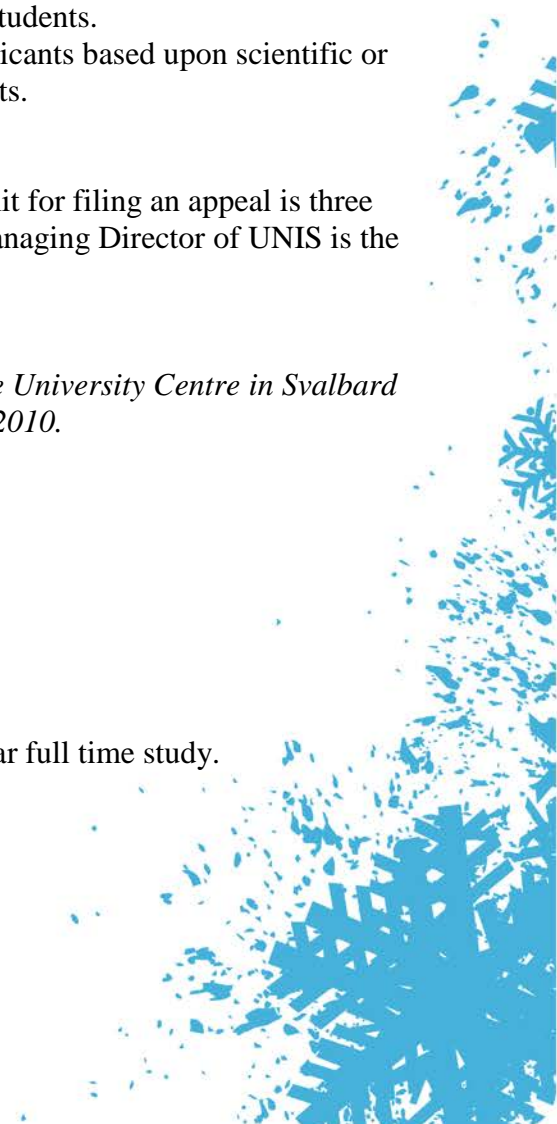 tudents.
icants based upon scientific or
ts.
it for filing an appeal is three
anaging Director of UNIS is the
e University Centre in Svalbard
2010.
ar full time study.